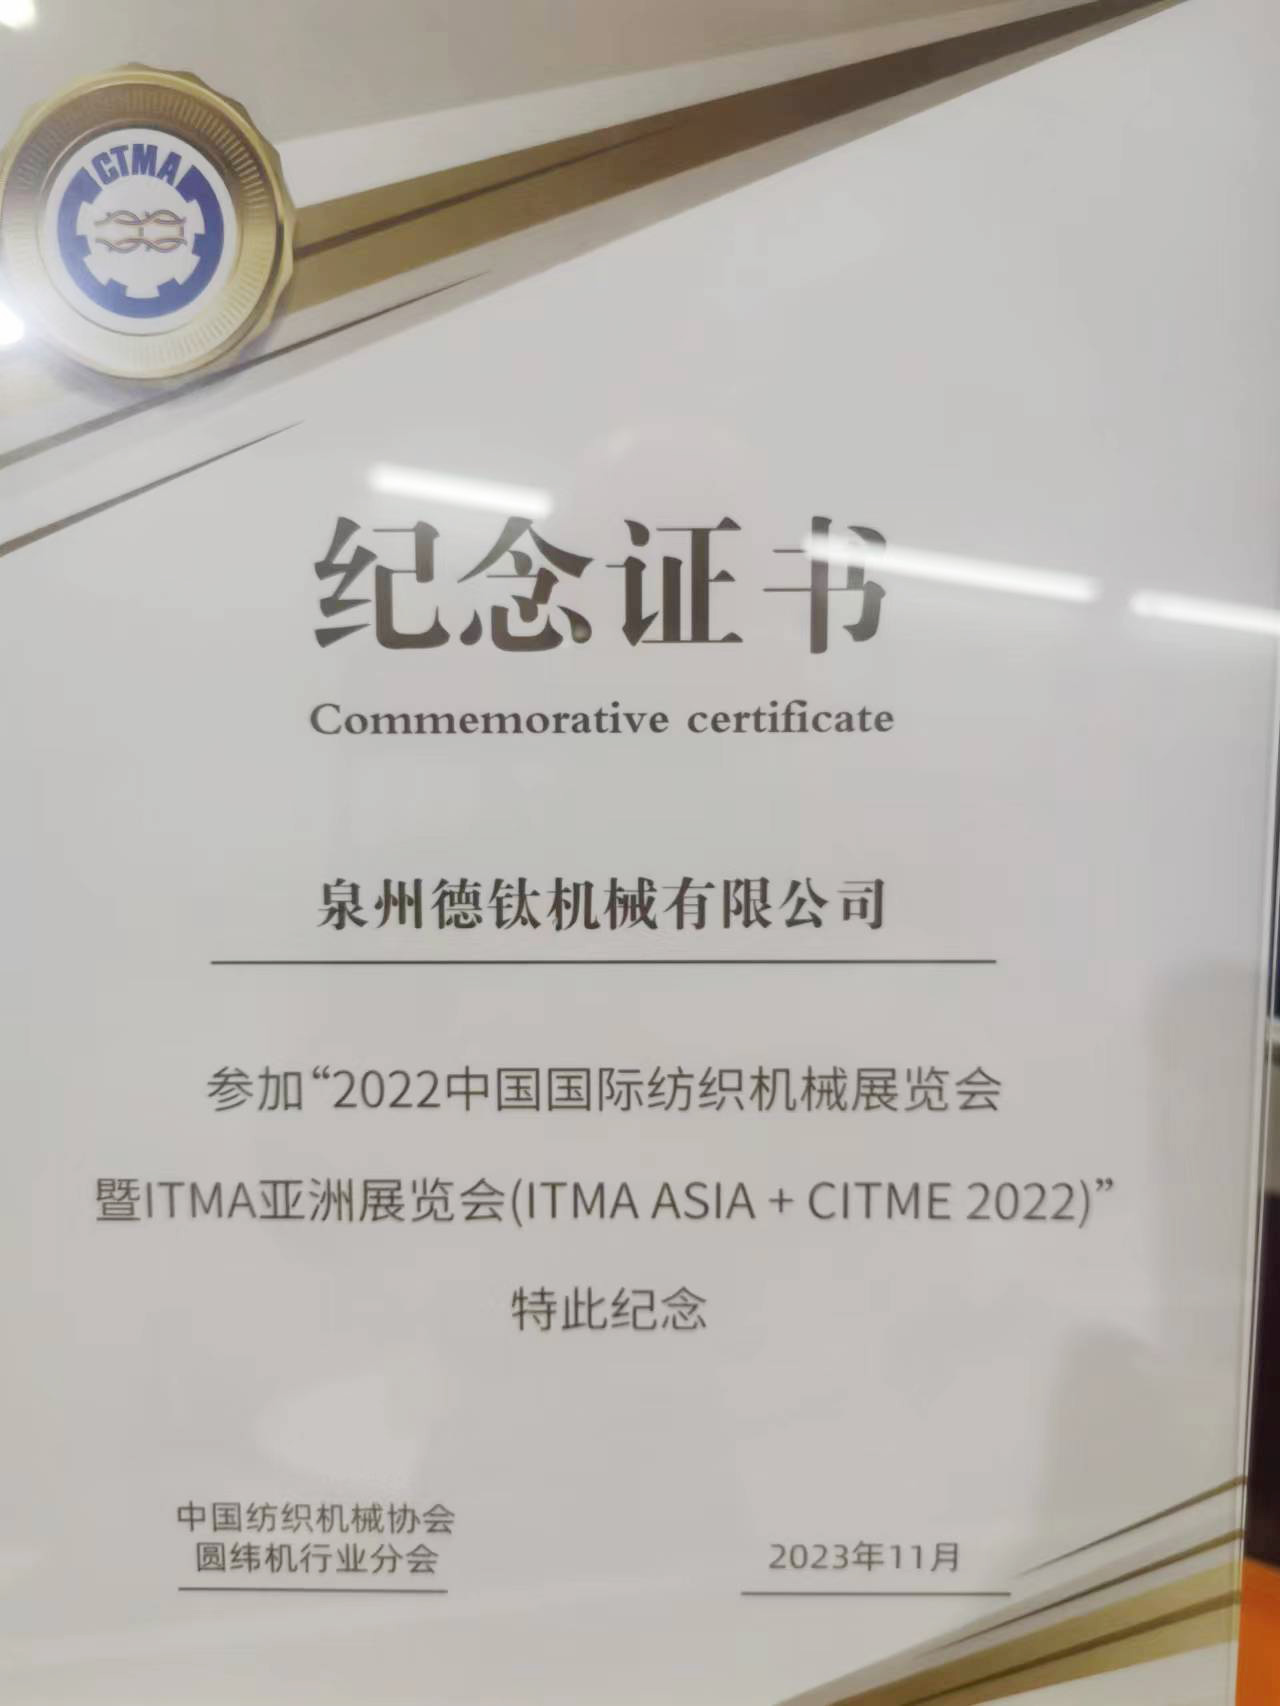 CTMA
纪念证书
Commemorative certificate
泉州德钛机械有限公司
参加“2022中国国际纺织机械展览会
暨ITMA亚洲展览会(ITMA ASIA + CITME 2022)”
特此纪念
中国纺织机械协会
圆纬机行业分会
2023年11月